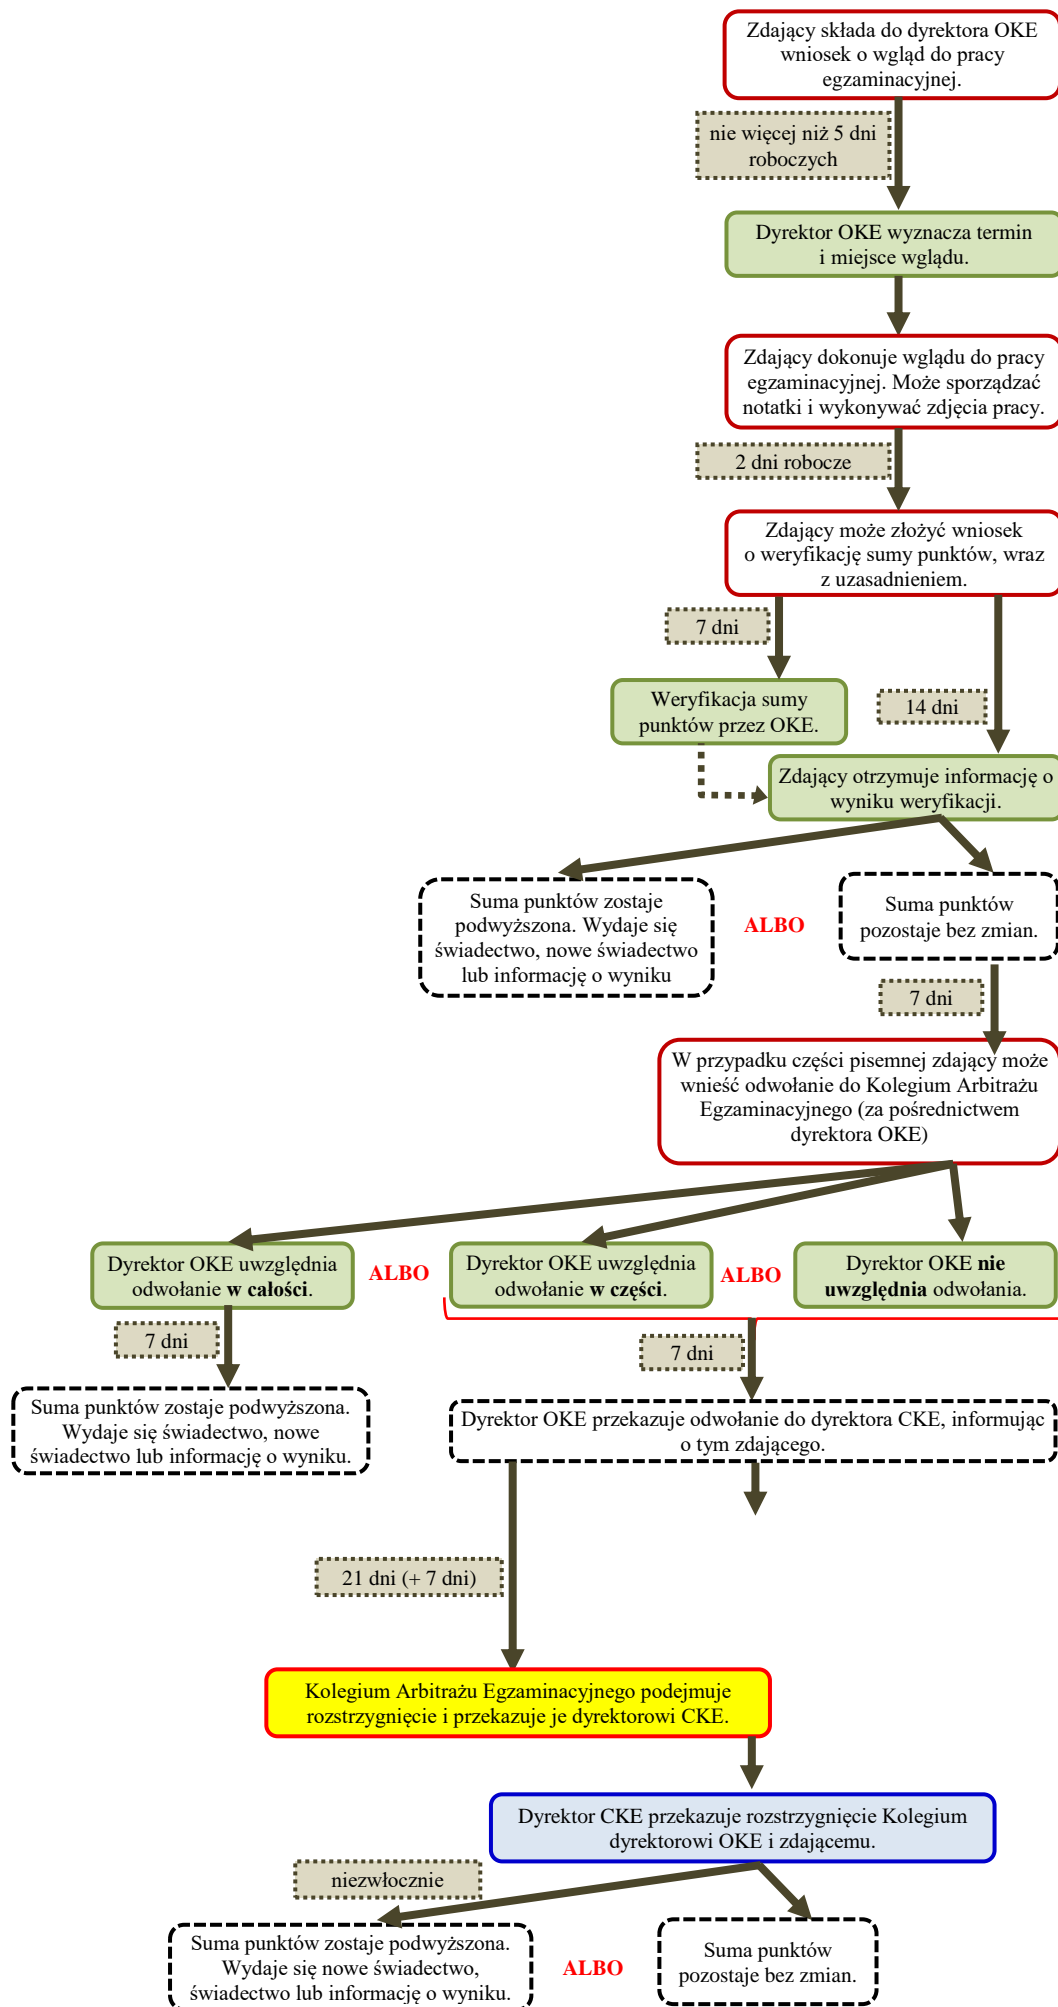 Zdający składa do dyrektora OKE
wniosek o wgląd do pracy
egzaminacyjnej.
nie więcej niż 5 dni
roboczych
Dyrektor OKE wyznacza termin
i miejsce wglądu.
Zdający dokonuje wglądu do pracy
egzaminacyjnej. Może sporządzać
notatki i wykonywać zdjęcia pracy.
2 dni robocze
Zdający może złożyć wniosek
o weryfikację sumy punktów, wraz
z uzasadnieniem.
7 dni
Weryfikacja sumy
punktów przez OKE.
14 dni
Zdający otrzymuje informację o
wyniku weryfikacji.
Suma punktów zostaje
podwyższona. Wydaje się
świadectwo, nowe świadectwo
lub informację o wyniku
ALBO
Suma punktów
pozostaje bez zmian.
7 dni
W przypadku części pisemnej zdający może
wnieść odwołanie do Kolegium Arbitrażu
Egzaminacyjnego (za pośrednictwem
dyrektora OKE)
Dyrektor OKE uwzględnia
odwołanie w całości.
ALBO
Dyrektor OKE uwzględnia
odwołanie w części.
ALBO
Dyrektor OKE nie
uwzględnia odwołania.
7 dni
7 dni
Suma punktów zostaje podwyższona.
Wydaje się świadectwo, nowe
świadectwo lub informację o wyniku.
Dyrektor OKE przekazuje odwołanie do dyrektora CKE, informując
o tym zdającego.
21 dni (+ 7 dni)
Kolegium Arbitrażu Egzaminacyjnego podejmuje
rozstrzygnięcie i przekazuje je dyrektorowi CKE.
Dyrektor CKE przekazuje rozstrzygnięcie Kolegium
dyrektorowi OKE i zdającemu.
niezwłocznie
Suma punktów zostaje podwyższona.
Wydaje się nowe świadectwo,
świadectwo lub informację o wyniku.
ALBO
Suma punktów
pozostaje bez zmian.